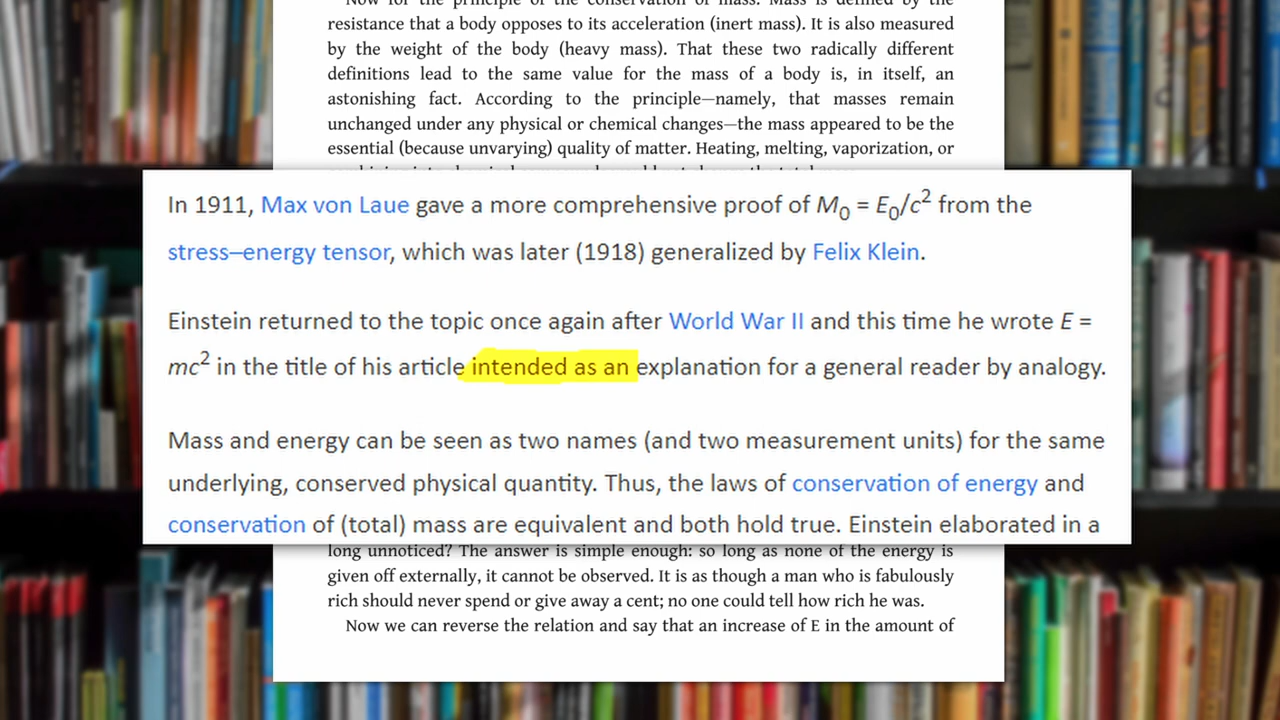 Now for the principle of the conservation of mass. Mass is defined by the
resistance that a body opposes to its acceleration (inert mass). It is also measured
by the weight of the body (heavy mass). That these two radically different
definitions lead to the same value for the mass of a body is, in itself, an
astonishing fact. According to the principle—namely, that masses remain
unchanged under any physical or chemical changes—the mass appeared to be the
essential (because unvarying) quality of matter. Heating, melting, vaporization, or
In 1911, Max von Laue gave a more comprehensive proof of M₀ = E₀/c² from the
stress–energy tensor, which was later (1918) generalized by Felix Klein.
Einstein returned to the topic once again after World War II and this time he wrote E =
mc² in the title of his article intended as an explanation for a general reader by analogy.
Mass and energy can be seen as two names (and two measurement units) for the same
underlying, conserved physical quantity. Thus, the laws of conservation of energy and
conservation of (total) mass are equivalent and both hold true. Einstein elaborated in a
long unnoticed? The answer is simple enough: so long as none of the energy is
given off externally, it cannot be observed. It is as though a man who is fabulously
rich should never spend or give away a cent; no one could tell how rich he was.
Now we can reverse the relation and say that an increase of E in the amount of